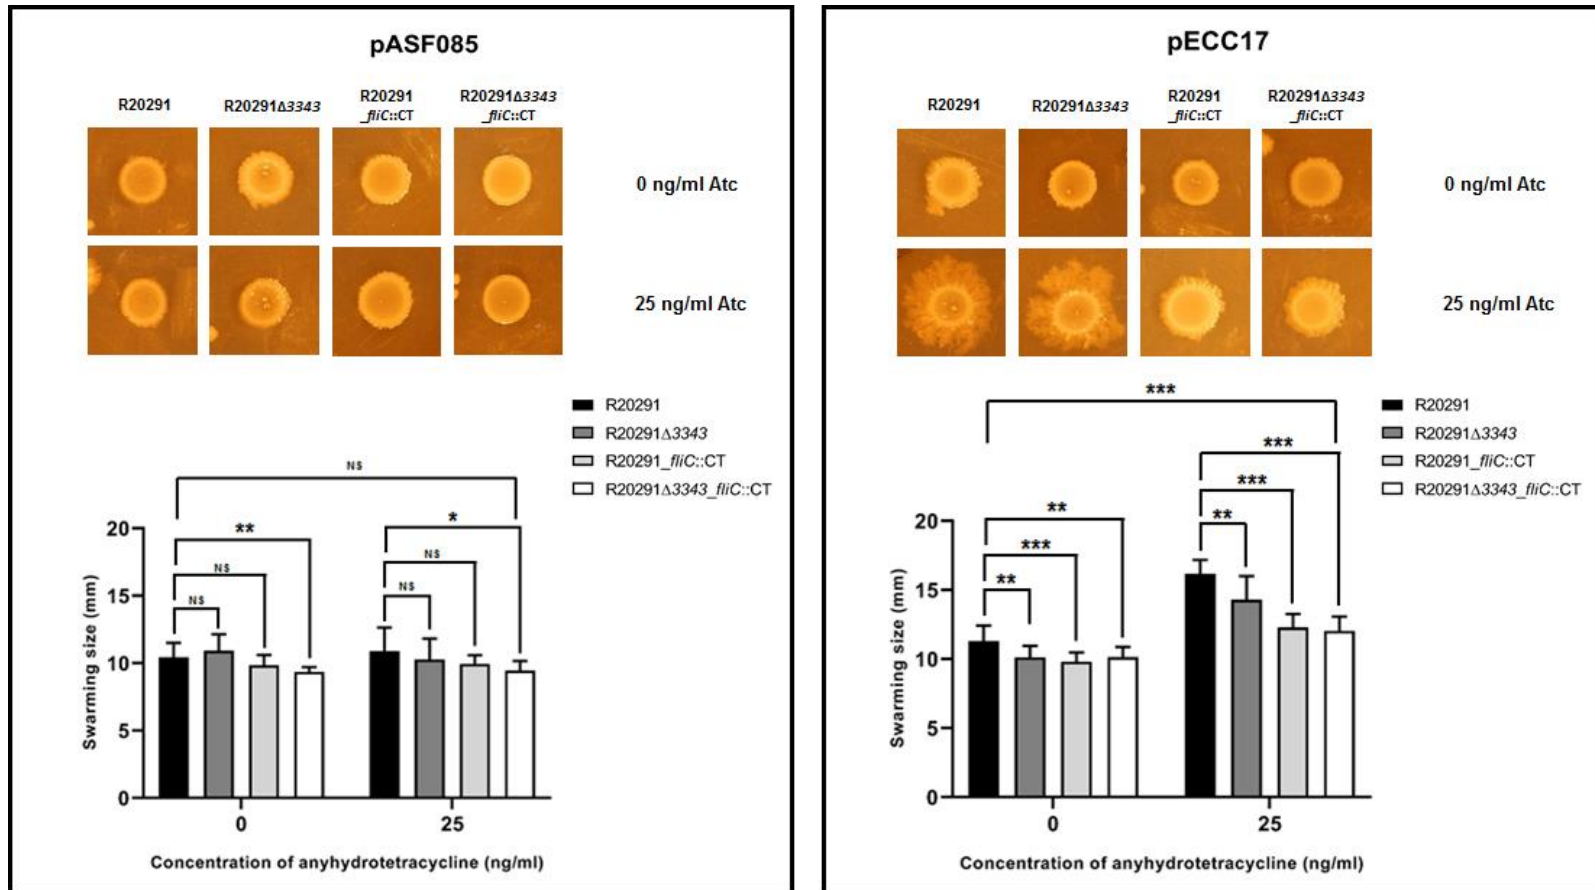 pASF085
R20291
R20291Δ3343
R20291
_fliC::CT
R20291Δ3343
_fliC::CT
0 ng/ml Atc
25 ng/ml Atc
R20291
R20291Δ3343
R20291_fliC::CT
R20291Δ3343_fliC::CT
NS
**
NS
NS
*
NS
NS
20
15
10
5
0
Swarming size (mm)
0
25
Concentration of anyhydrotetracycline (ng/ml)
pECC17
R20291
R20291Δ3343
R20291
_fliC::CT
R20291Δ3343
_fliC::CT
0 ng/ml Atc
25 ng/ml Atc
R20291
R20291Δ3343
R20291_fliC::CT
R20291Δ3343_fliC::CT
***
**
***
**
***
***
**
20
15
10
5
0
Swarming size (mm)
0
25
Concentration of anyhydrotetracycline (ng/ml)